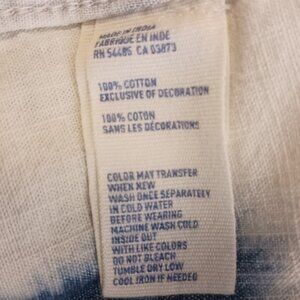 MADE IN INDIA
FABRIQUE EN INDE
RN 54485 CA 03873
100% COTTON
EXCLUSIVE OF DECORATION
100% COTON
SANS LES DÉCORATIONS
COLOR MAY TRANSFER
WHEN NEW
WASH ONCE SEPARATELY
IN COLD WATER
BEFORE WEARING
MACHINE WASH COLD
INSIDE OUT
WITH LIKE COLORS
DO NOT BLEACH
TUMBLE DRY LOW
COOL IRON IF NEEDED